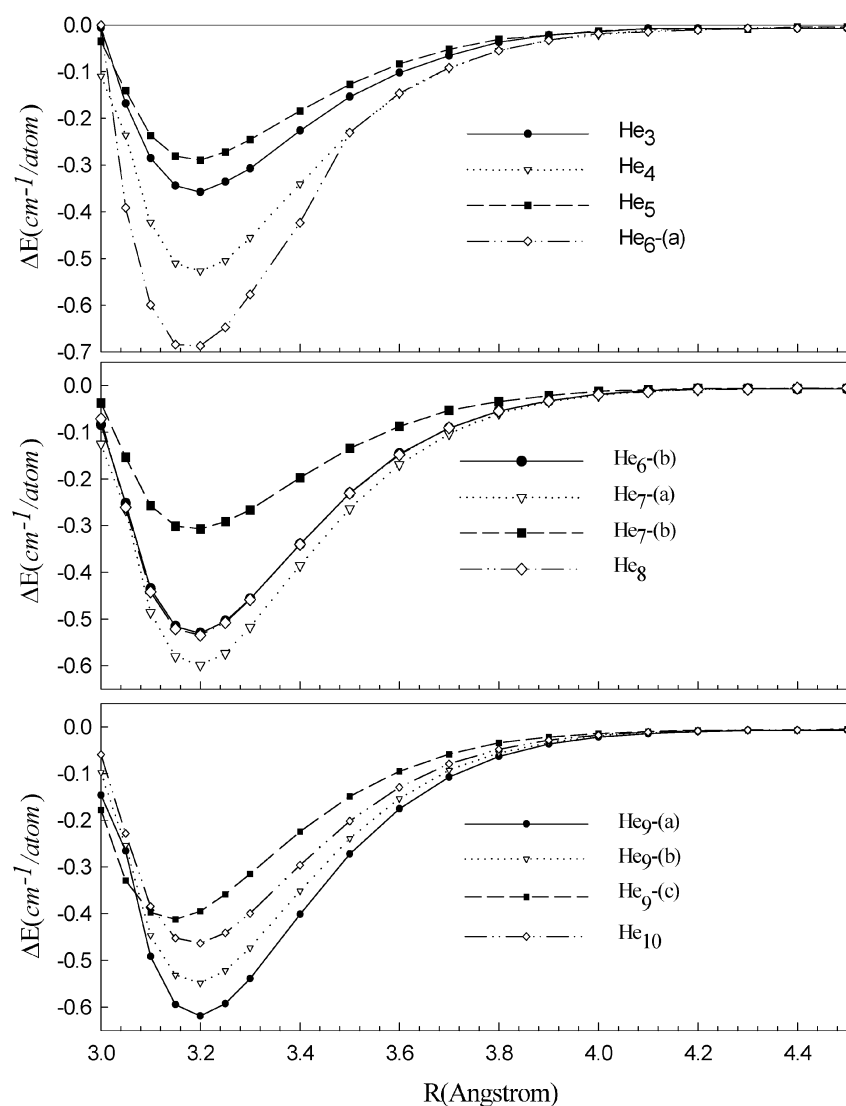 0.0
-0.1
-0.2
-0.3
-0.4
-0.5
-0.6
-0.7
ΔE(cm⁻¹/atom)
He₃
He₄
He₅
He₆-(a)
0.0
-0.1
-0.2
-0.3
-0.4
-0.5
-0.6
ΔE(cm⁻¹/atom)
He₆-(b)
He₇-(a)
He₇-(b)
He₈
0.0
-0.1
-0.2
-0.3
-0.4
-0.5
-0.6
ΔE(cm⁻¹/atom)
He₉-(a)
He₉-(b)
He₉-(c)
He₁₀
3.0 3.2 3.4 3.6 3.8 4.0 4.2 4.4
R(Angstrom)